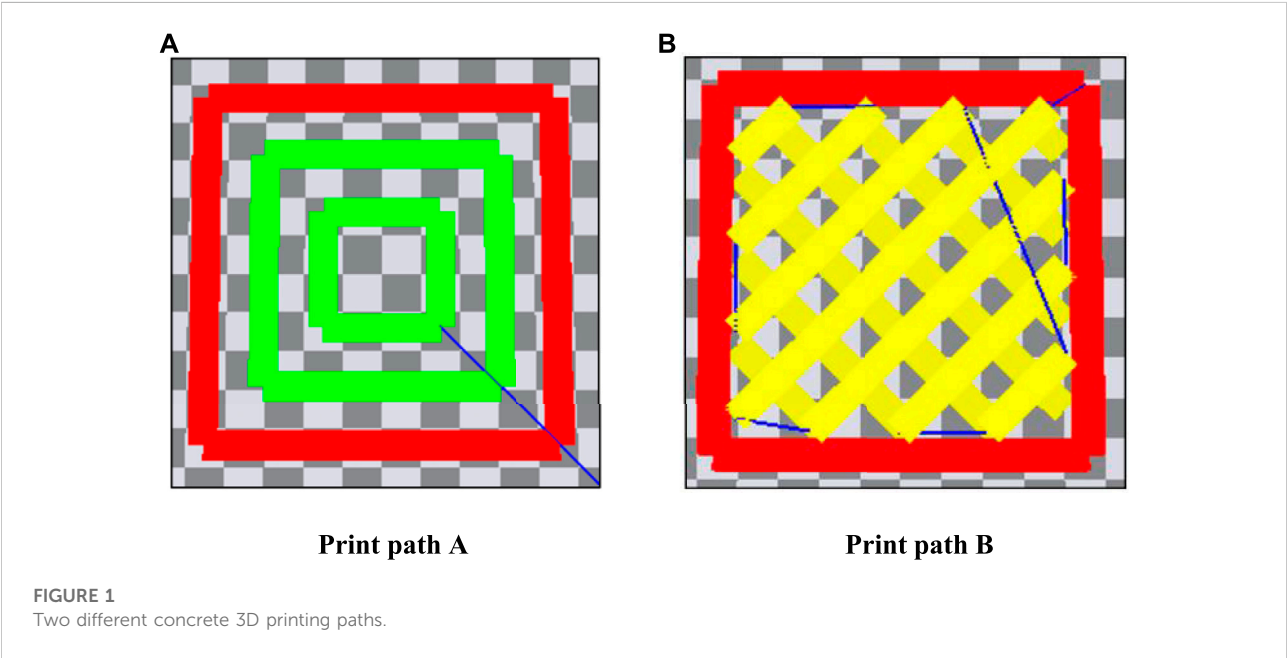 A
B
Print path A
Print path B
FIGURE 1
Two different concrete 3D printing paths.